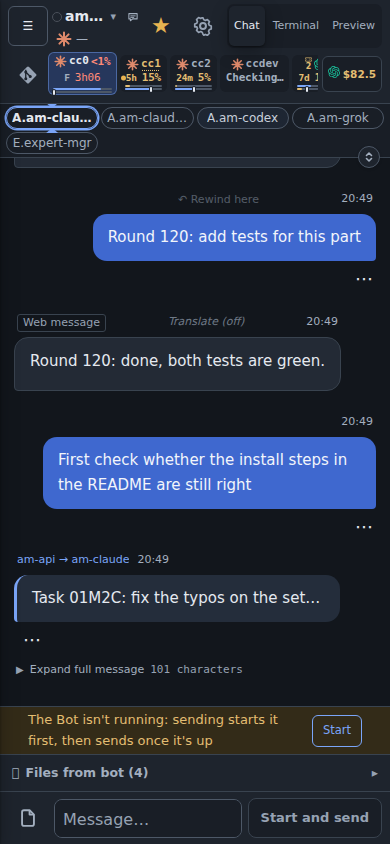 ☰ am… ▾ ★ Chat Terminal Preview
cc0 <1% cc1 cc2 ccdev
F 3h06 5h 15% 24m 5% Checking… 7d $82.5
A.am-clau… A.am-claud… A.am-codex A.am-grok
E.expert-mgr
↶ Rewind here 20:49
Round 120: add tests for this part
…
Web message Translate (off) 20:49
Round 120: done, both tests are green.
20:49
First check whether the install steps in
the README are still right
…
am-api → am-claude 20:49
Task 01M2C: fix the typos on the set…
…
▶ Expand full message 101 characters
The Bot isn't running: sending starts it
first, then sends once it's up
Start
Files from bot (4) ▸
Message… Start and send